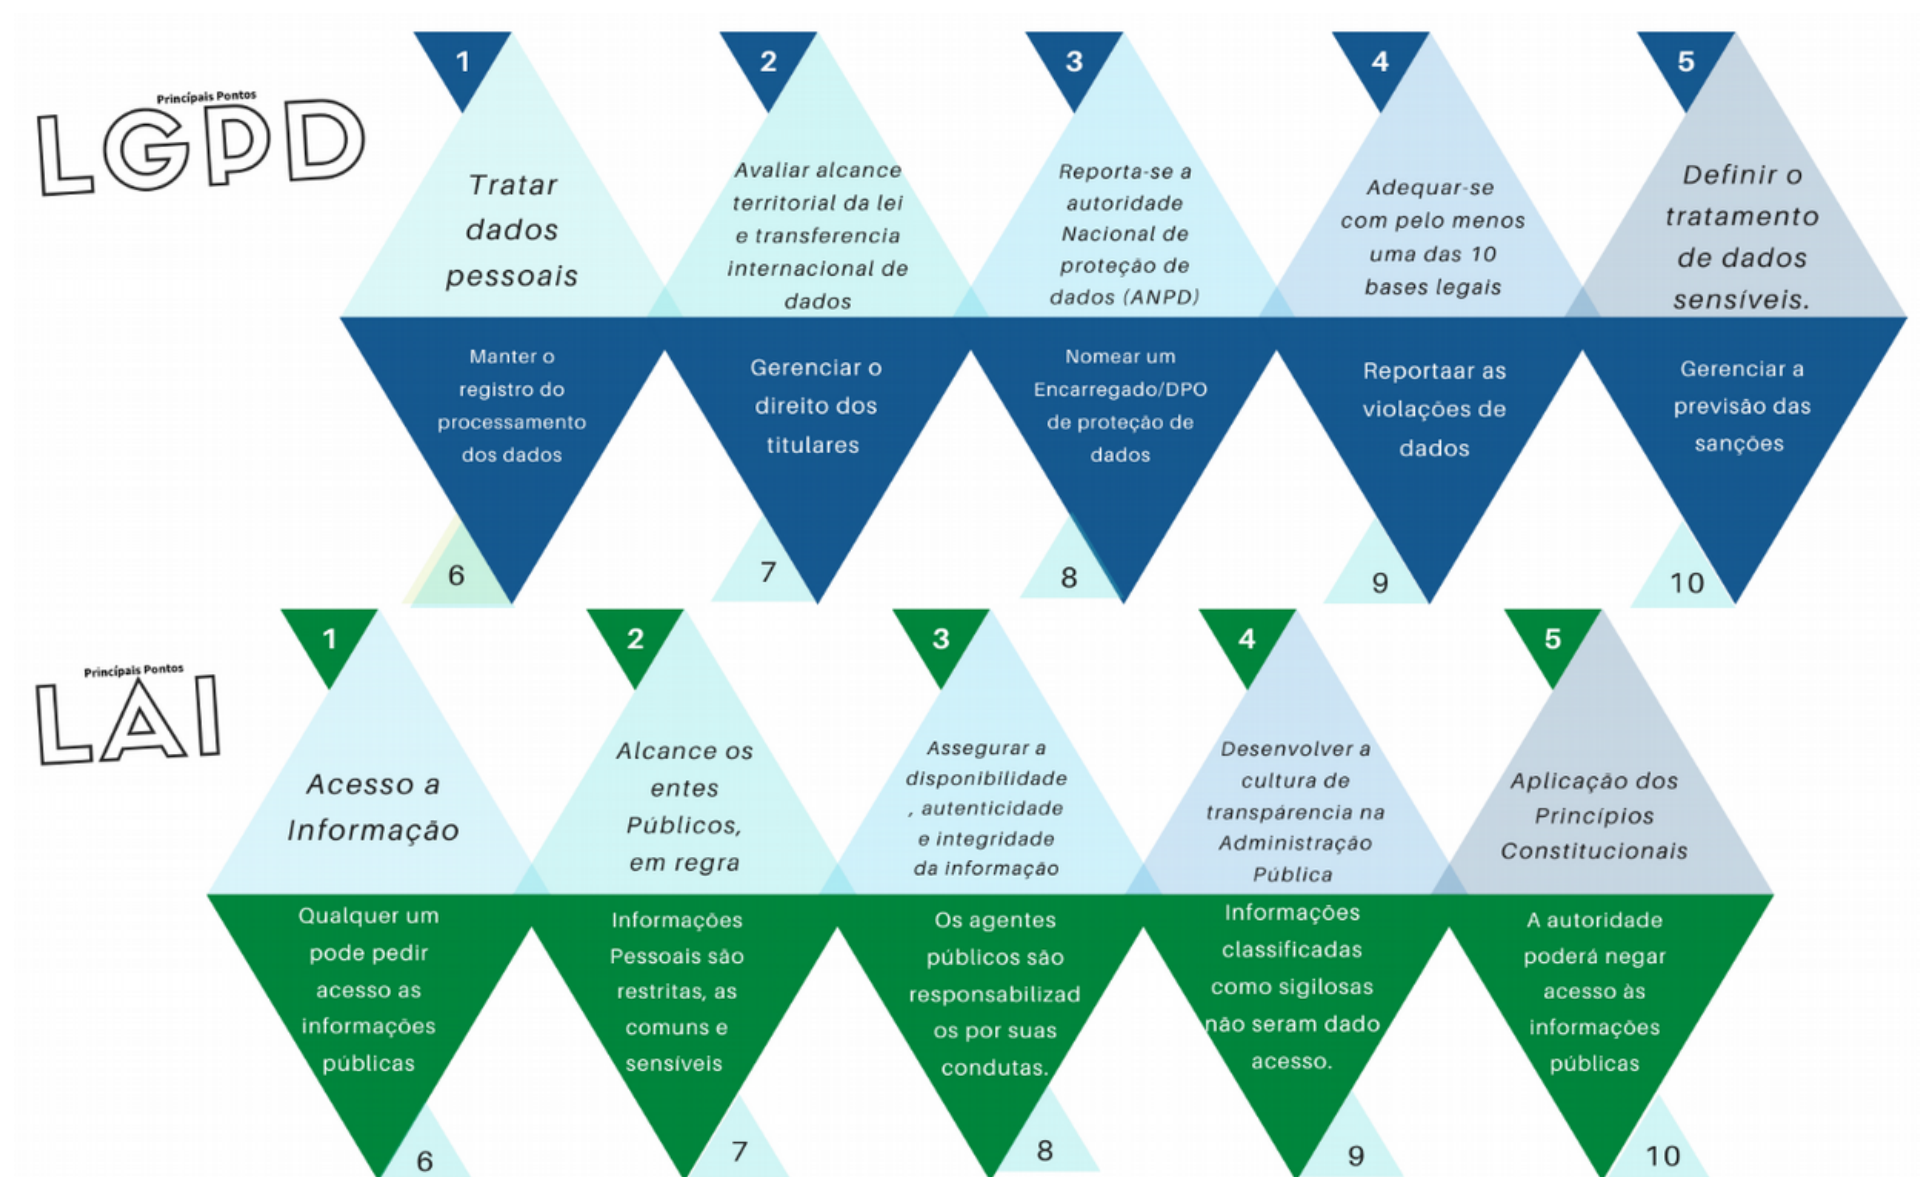 Princípais Pontos
LGPD
1
Tratar
dados
pessoais
2
Avaliar alcance
territorial da lei
e transferencia
internacional de
dados
3
Reporta-se a
autoridade
Nacional de
proteção de
dados (ANPD)
4
Adequar-se
com pelo menos
uma das 10
bases legais
5
Definir o
tratamento
de dados
sensíveis.
Manter o
registro do
processamento
dos dados
6
Gerenciar o
direito dos
titulares
7
Nomear um
Encarregado/DPO
de proteção de
dados
8
Reportaar as
violações de
dados
9
Gerenciar a
previsão das
sanções
10
Princípais Pontos
LAI
1
Acesso a
Informação
2
Alcance os
entes
Públicos,
em regra
3
Assegurar a
disponibilidade
, autenticidade
e integridade
da informação
4
Desenvolver a
cultura de
transpárencia na
Administração
Pública
5
Aplicação dos
Princípios
Constitucionais
Qualquer um
pode pedir
acesso as
informações
públicas
6
Informações
Pessoais são
restritas, as
comuns e
sensíveis
7
Os agentes
públicos são
responsabilizad
os por suas
condutas.
8
Informações
classificadas
como sigilosas
não seram dado
acesso.
9
A autoridade
poderá negar
acesso às
informações
públicas
10